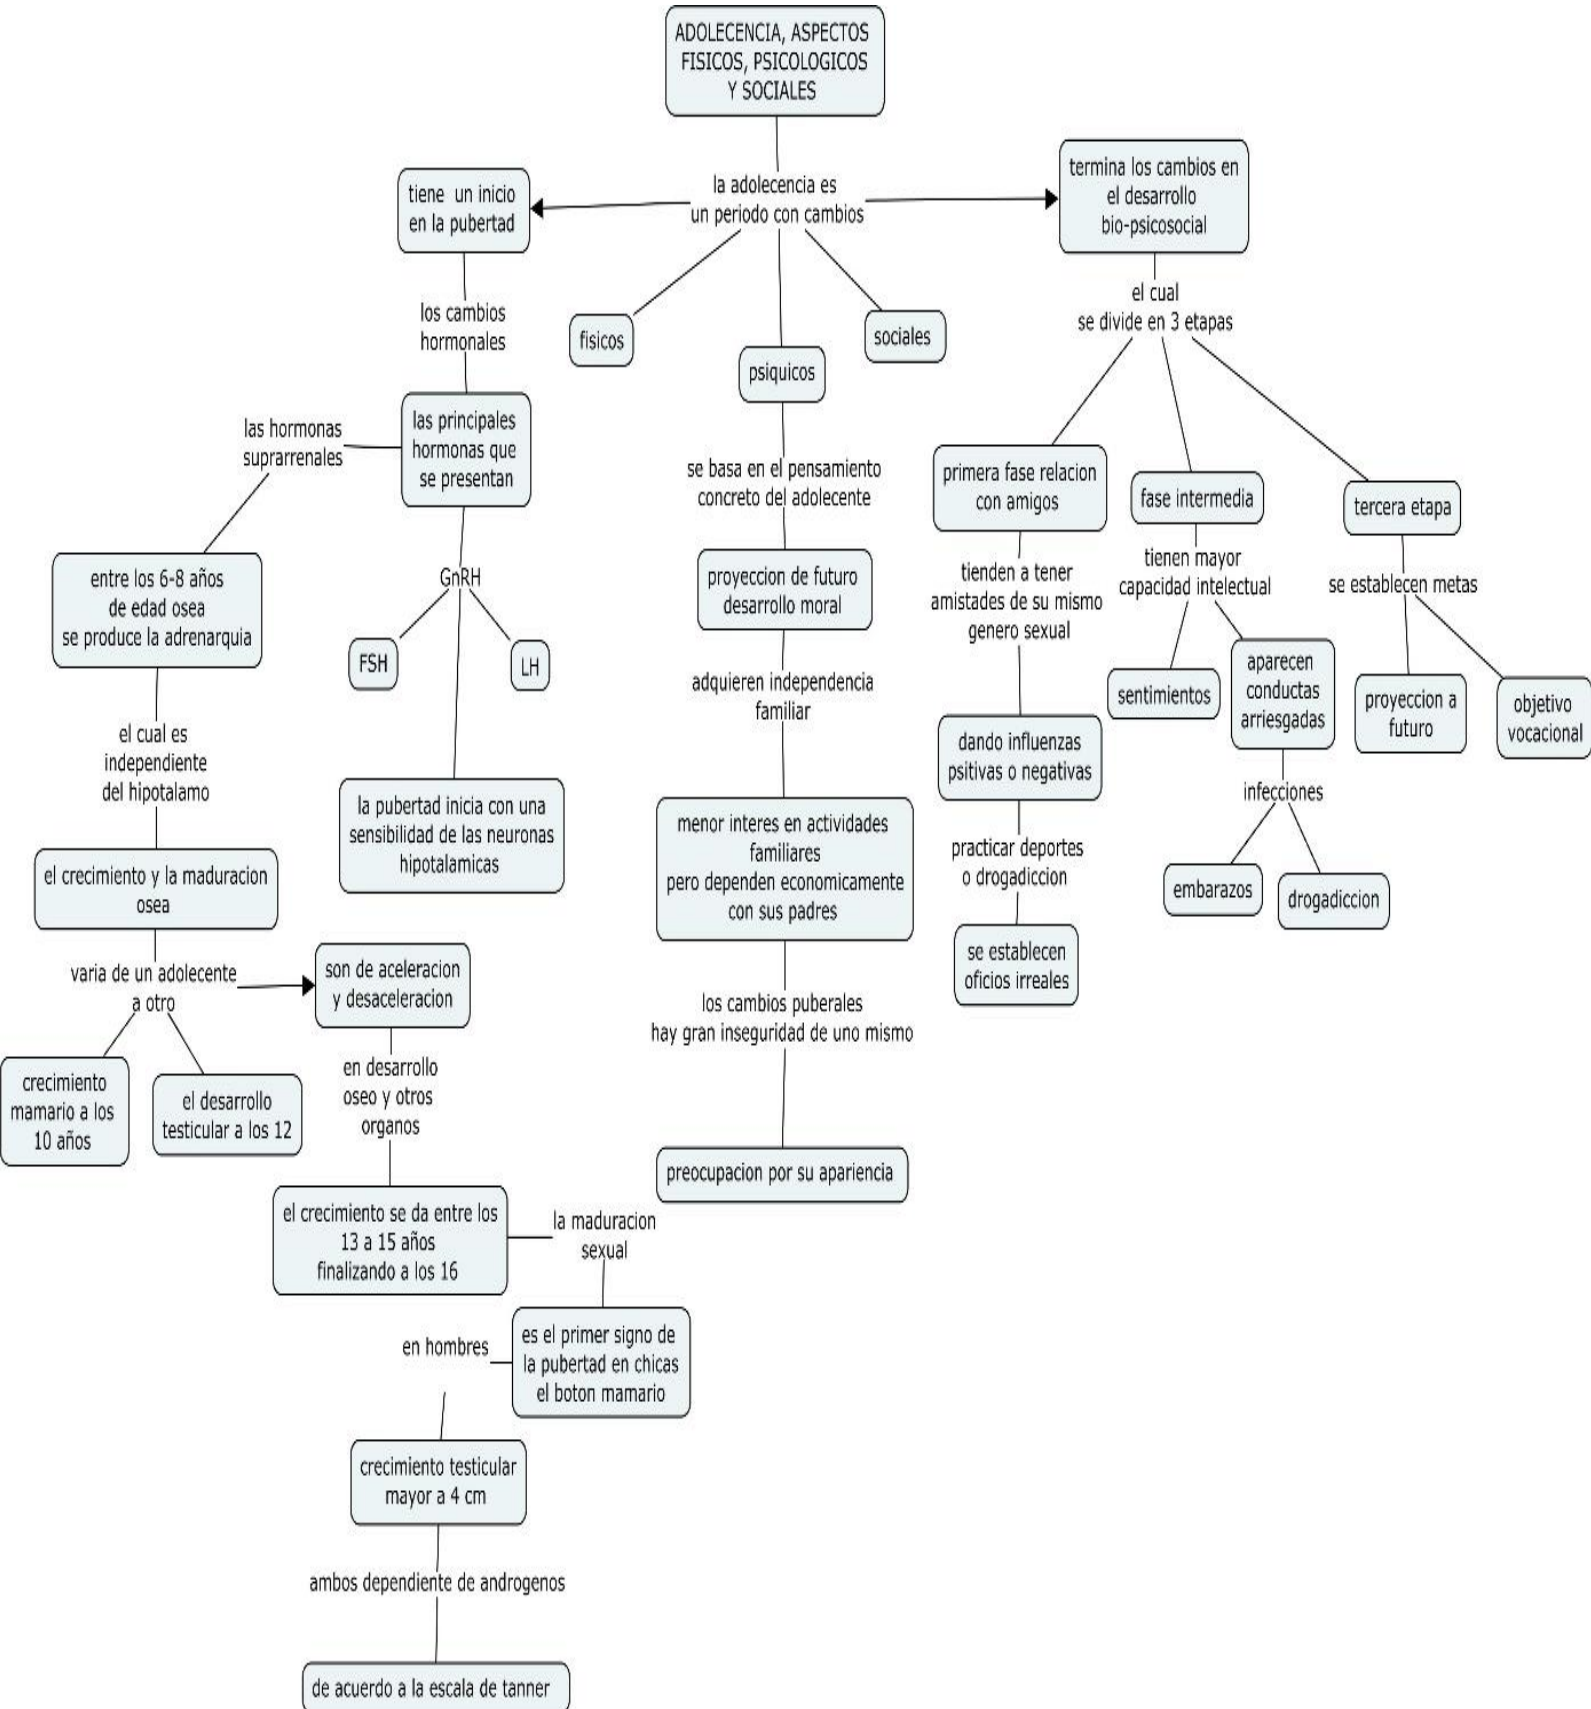 ADOLECENCIA, ASPECTOS
FISICOS, PSICOLOGICOS
Y SOCIALES
la adolecencia es
un periodo con cambios
tiene un inicio
en la pubertad
termina los cambios en
el desarrollo
bio-psicosocial
los cambios
hormonales
fisicos
psiquicos
sociales
el cual
se divide en 3 etapas
las hormonas
suprarrenales
las principales
hormonas que
se presentan
se basa en el pensamiento
concreto del adolecente
primera fase relacion
con amigos
fase intermedia
tercera etapa
entre los 6-8 años
de edad osea
se produce la adrenarquia
GnRH
FSH
LH
proyeccion de futuro
desarrollo moral
tienden a tener
amistades de su mismo
genero sexual
tienen mayor
capacidad intelectual
se establecen metas
sentimientos
aparecen
conductas
arriesgadas
proyeccion a
futuro
objetivo
vocacional
el cual es
independiente
del hipotalamo
adquieren independencia
familiar
dando influenzas
psitivas o negativas
infecciones
la pubertad inicia con una
sensibilidad de las neuronas
hipotalamicas
menor interes en actividades
familiares
pero dependen economicamente
con sus padres
practicar deportes
o drogadiccion
embarazos
drogadiccion
el crecimiento y la maduracion
osea
se establecen
oficios irreales
varia de un adolecente
a otro
son de aceleracion
y desaceleracion
los cambios puberales
hay gran inseguridad de uno mismo
crecimiento
mamario a los
10 años
el desarrollo
testicular a los 12
en desarrollo
oseo y otros
organos
preocupacion por su apariencia
el crecimiento se da entre los
13 a 15 años
finalizando a los 16
la maduracion
sexual
en hombres
es el primer signo de
la pubertad en chicas
el boton mamario
crecimiento testicular
mayor a 4 cm
ambos dependiente de androgenos
de acuerdo a la escala de tanner